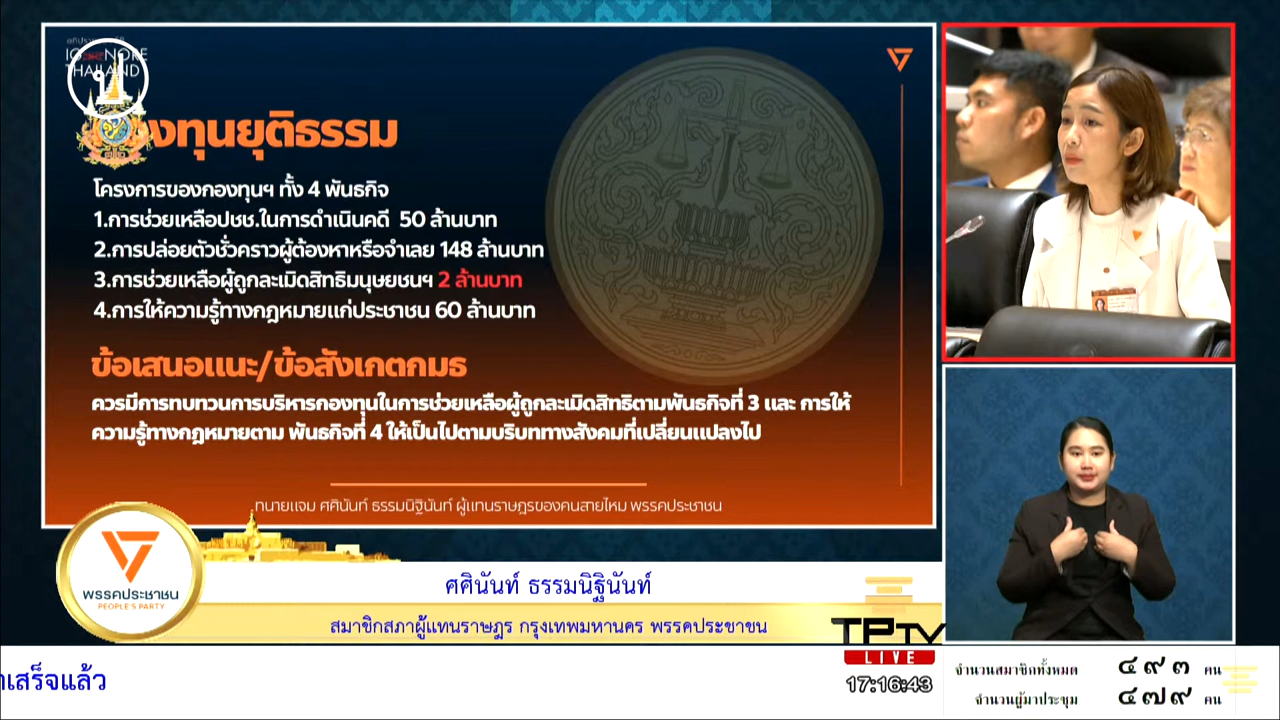 THAILAND
งทุนยุติธรรม
โครงการของกองทุนฯ ทั้ง 4 พันธกิจ
1.การช่วยเหลือปชช.ในการดำเนินคดี 50 ล้านบาท
2.การปล่อยตัวชั่วคราวผู้ต้องหาหรือจำเลย 148 ล้านบาท
3.การช่วยเหลือผู้ถูกละเมิดสิทธิมนุษยชนฯ 2 ล้านบาท
4.การให้ความรู้ทางกฎหมายแก่ประชาชน 60 ล้านบาท
ข้อเสนอแนะ/ข้อสังเกตกมธ
ควรมีการทบทวนการบริหารกองทุนในการช่วยเหลือผู้ถูกละเมิดสิทธิตามพันธกิจที่ 3 และ การให้
ความรู้ทางกฎหมายตาม พันธกิจที่ 4 ให้เป็นไปตามบริบททางสังคมที่เปลี่ยนแปลงไป
ทนายแจม ศศินันท์ ธรรมนิฐินันท์ ผู้แทนราษฎรของคนสายไหม พรรคประชาชน
พรรคประชาชน
PEOPLE'S PARTY
ศศินันท์ ธรรมนิฐินันท์
สมาชิกสภาผู้แทนราษฎร กรุงเทพมหานคร พรรคประชาชน
TPTV
LIVE
17:16:43
เสร็จแล้ว
จำนวนสมาชิกทั้งหมด ๔๙๓ คน
จำนวนผู้มาประชุม ๔๗๙ คน